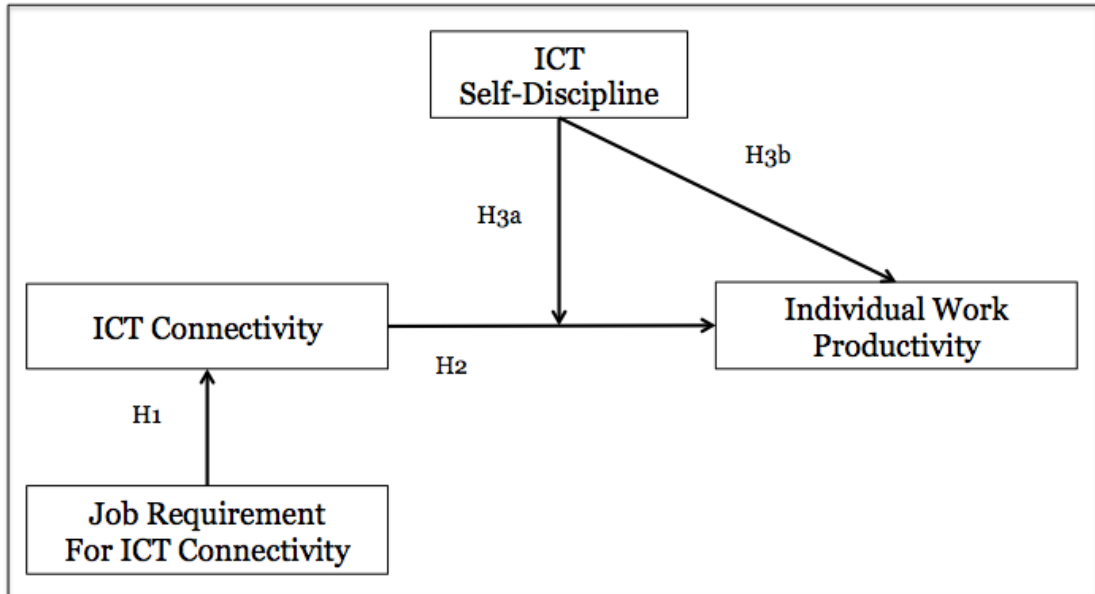 ICT
Self-Discipline
H3b
H3a
ICT Connectivity
Individual Work
Productivity
H2
H1
Job Requirement
For ICT Connectivity